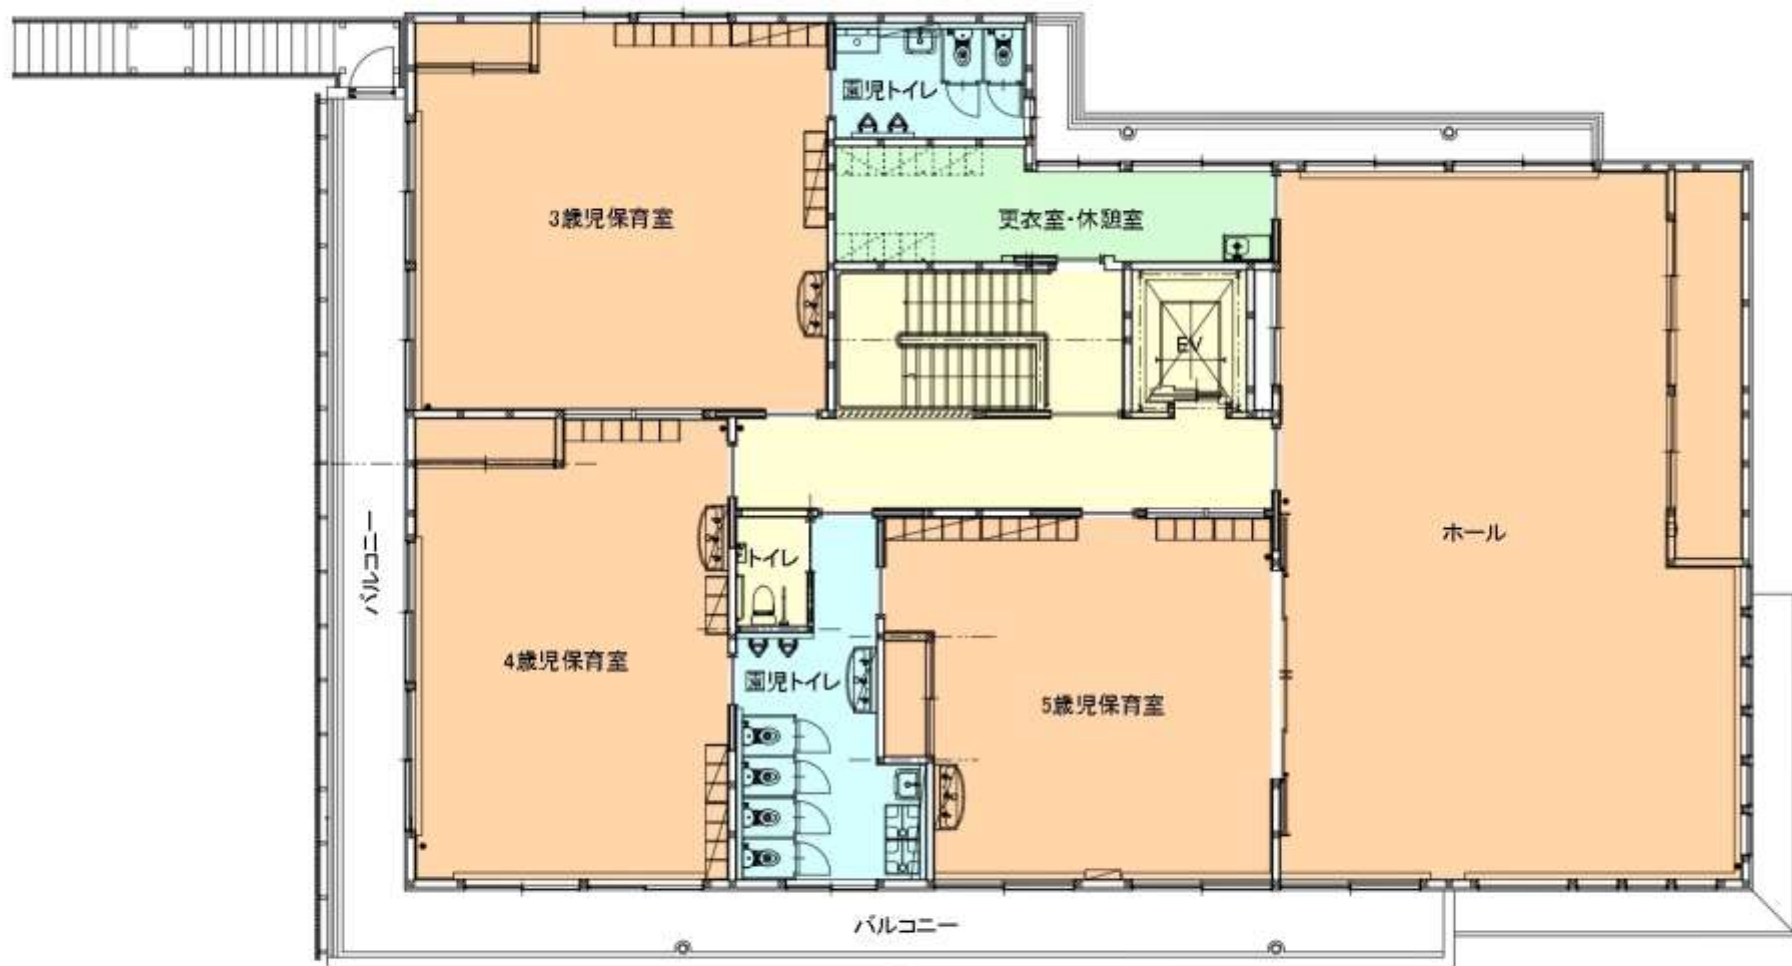 園児トイレ
3歳児保育室
更衣室・休憩室
EV
バルコニー
ホール
トイレ
4歳児保育室
園児トイレ
5歳児保育室
バルコニー